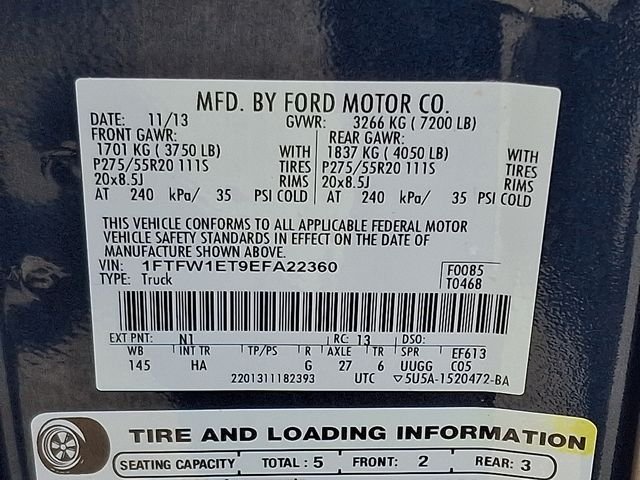 MFD. BY FORD MOTOR CO.
DATE: 11/13 GVWR: 3266 KG ( 7200 LB)
FRONT GAWR: REAR GAWR:
1701 KG ( 3750 LB) WITH 1837 KG ( 4050 LB) WITH
P275/55R20 111S TIRES P275/55R20 111S TIRES
20x8.5J RIMS 20x8.5J RIMS
AT 240 kPa/ 35 PSI COLD AT 240 kPa/ 35 PSI COLD
THIS VEHICLE CONFORMS TO ALL APPLICABLE FEDERAL MOTOR
VEHICLE SAFETY STANDARDS IN EFFECT ON THE DATE OF
MANUFACTURE SHOWN ABOVE.
VIN: 1FTFW1ET9EFA22360 F0085
TYPE: Truck T0468
EXT PNT: N1 RC: 13 DSO:
WB INT TR TP/PS R AXLE TR SPR EF613
145 HA G 27 6 UUGG C05
2201311182393 UTC ▽5U5A-1520472-BA
TIRE AND LOADING INFORMATION
SEATING CAPACITY TOTAL : 5 FRONT: 2 REAR: 3